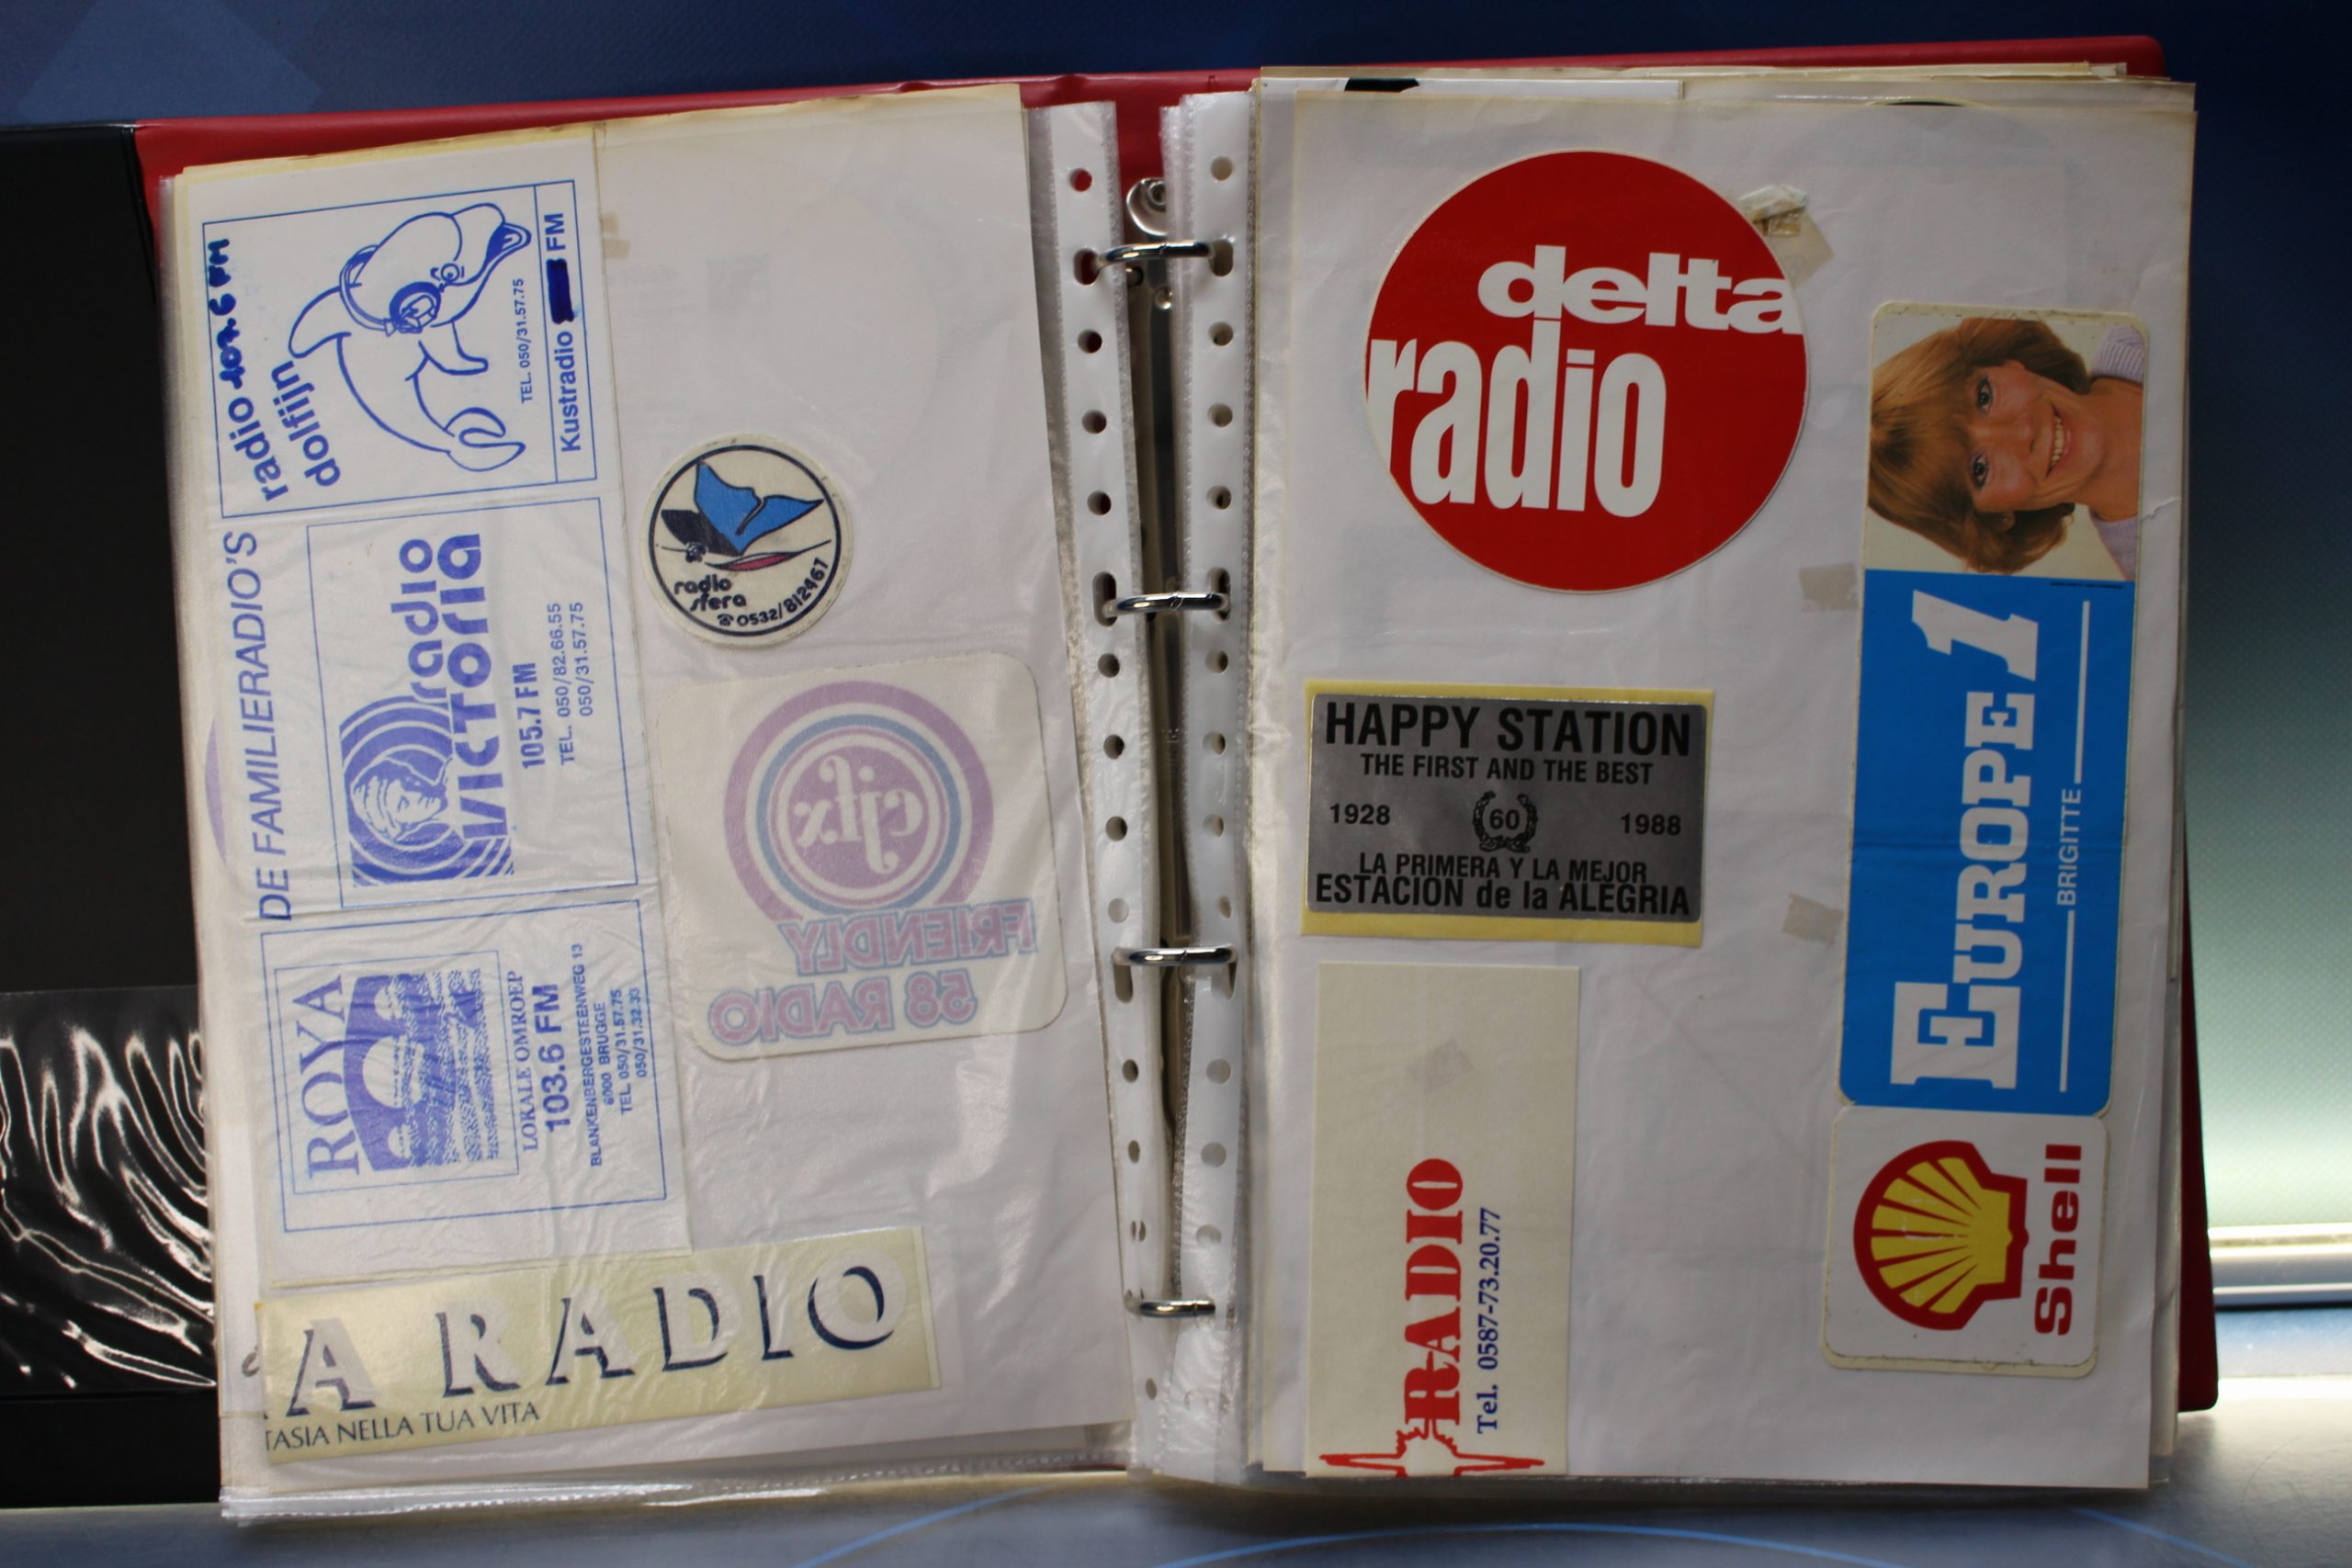 radio 107.6 FM
dolfijn
TEL. 050/31.57.75
Kustradio FM
DE FAMILIERADIO'S
radio
VICTORIA
105.7 FM
TEL. 050/82.66.55
050/31.57.75
ROYA
LOKALE OMROEP
103.6 FM
BLANKENBERGESTEENWEG 13
8000 BRUGGE
TEL 050/31.57.75
050/31.32.33
radio
sfera
☎ 0532/812467
cjfx
FRIENDLY
58 RADIO
A RADIO
TASIA NELLA TUA VITA
delta
radio
HAPPY STATION
THE FIRST AND THE BEST
1928 60 1988
LA PRIMERA Y LA MEJOR
ESTACION de la ALEGRIA
RADIO
Tel. 0587-73.20.77
EUROPE 1
BRIGITTE
Shell